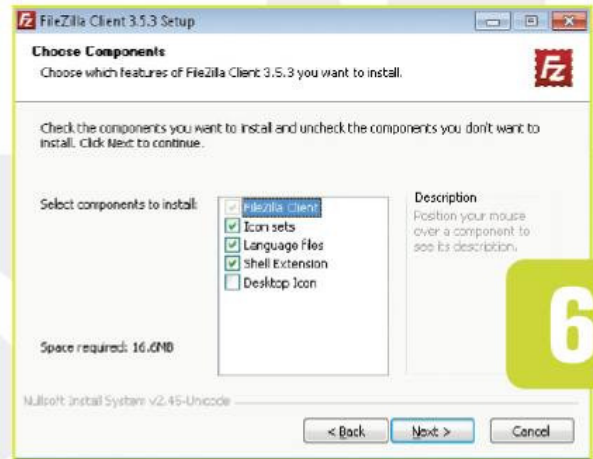 FileZilla Client 3.5.3 Setup
Choose Components
Choose which features of FileZilla Client 3.5.3 you want to install.
Fz
Check the components you want to install and uncheck the components you don't want to
install. Click Next to continue.
Select components to install:
FileZilla Client
Icon sets
Language files
Shell Extension
Desktop Icon
Description
Position your mouse
over a component to
see its description.
Space required: 16.6MB
6
Nullsoft Install System v2.45-Unicode
< Back
Next >
Cancel